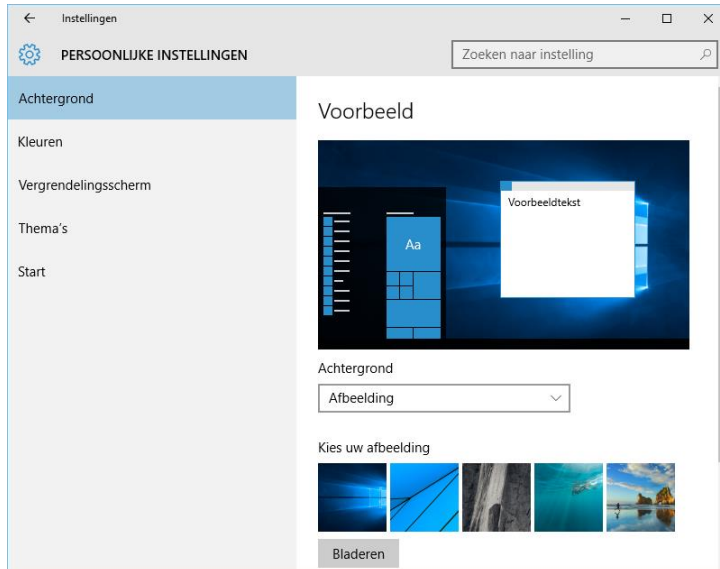 Instellingen
PERSOONLIJKE INSTELLINGEN
Zoeken naar instelling
Achtergrond
Kleuren
Vergrendelingsscherm
Thema's
Start
Voorbeeld
Voorbeeldtekst
Aa
Achtergrond
Afbeelding
Kies uw afbeelding
Bladeren